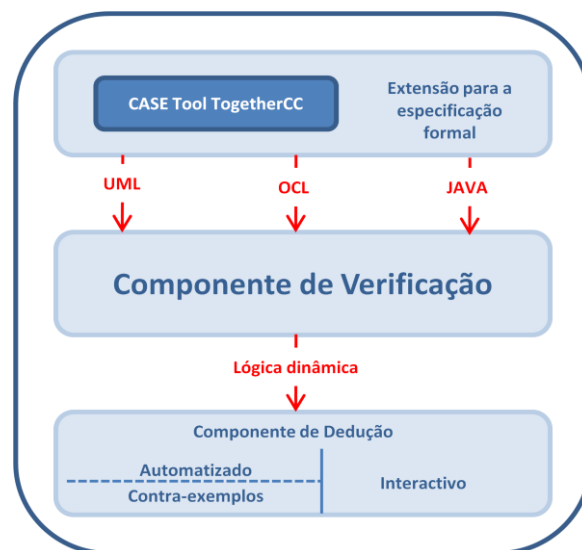 CASE Tool TogetherCC
Extensão para a
especificação
formal
UML
OCL
JAVA
Componente de Verificação
Lógica dinâmica
Componente de Dedução
Automatizado
Contra-exemplos
Interactivo